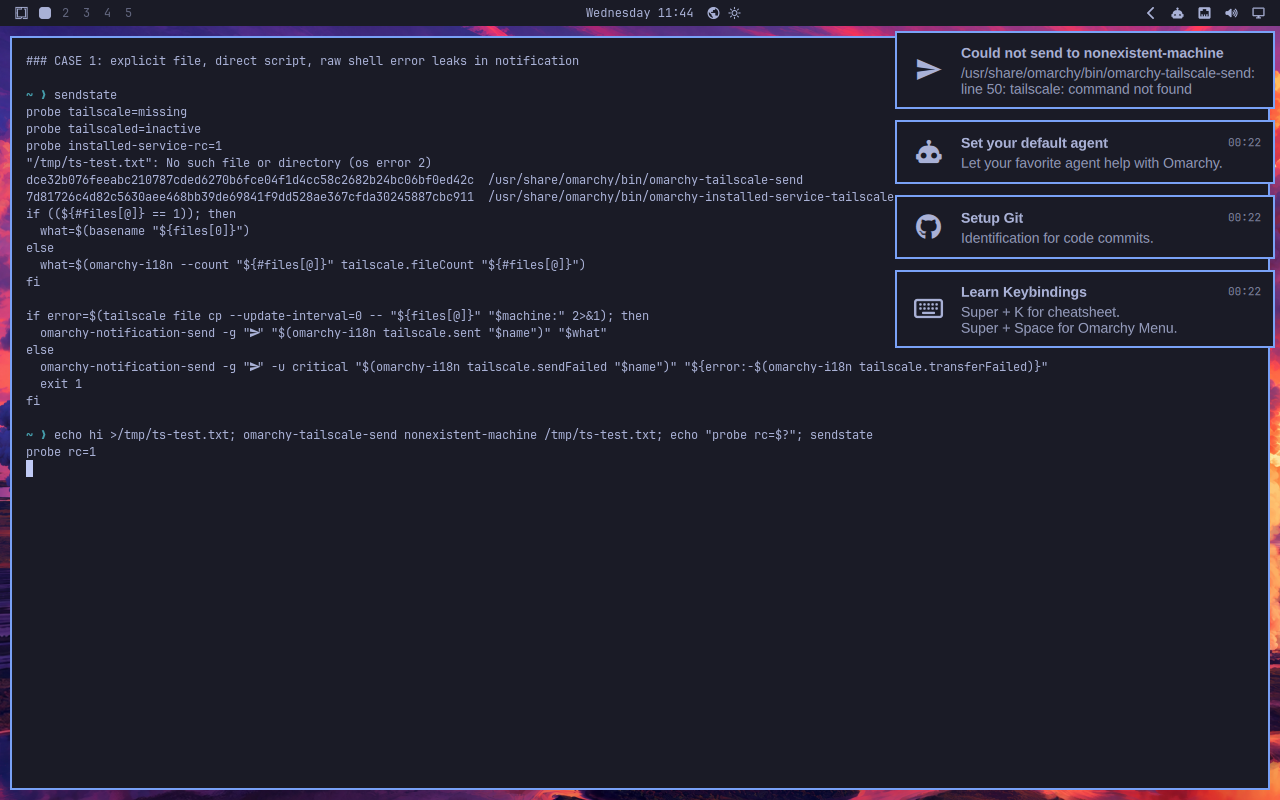 2 3 4 5
Wednesday 11:44
### CASE 1: explicit file, direct script, raw shell error leaks in notification
~ ❯ sendstate
probe tailscale=missing
probe tailscaled=inactive
probe installed-service-rc=1
"/tmp/ts-test.txt": No such file or directory (os error 2)
dce32b076feeabc210787cded6270b6fce04f1d4cc58c2682b24bc06bf0ed42c  /usr/share/omarchy/bin/omarchy-tailscale-send
7d81726c4d82c5630aee468bb39de69841f9dd528ae367cfda30245887cbc911  /usr/share/omarchy/bin/omarchy-installed-service-tailscale
if ((${#files[@]} == 1)); then
  what=$(basename "${files[0]}")
else
  what=$(omarchy-i18n --count "${#files[@]}" tailscale.fileCount "${#files[@]}")
fi
if error=$(tailscale file cp --update-interval=0 -- "${files[@]}" "$machine:" 2>&1); then
  omarchy-notification-send -g "➤" "$(omarchy-i18n tailscale.sent "$name")" "$what"
else
  omarchy-notification-send -g "➤" -u critical "$(omarchy-i18n tailscale.sendFailed "$name")" "${error:-$(omarchy-i18n tailscale.transferFailed)}"
  exit 1
fi
~ ❯ echo hi >/tmp/ts-test.txt; omarchy-tailscale-send nonexistent-machine /tmp/ts-test.txt; echo "probe rc=$?"; sendstate
probe rc=1
Could not send to nonexistent-machine
/usr/share/omarchy/bin/omarchy-tailscale-send:
line 50: tailscale: command not found
Set your default agent 00:22
Let your favorite agent help with Omarchy.
Setup Git 00:22
Identification for code commits.
Learn Keybindings 00:22
Super + K for cheatsheet.
Super + Space for Omarchy Menu.